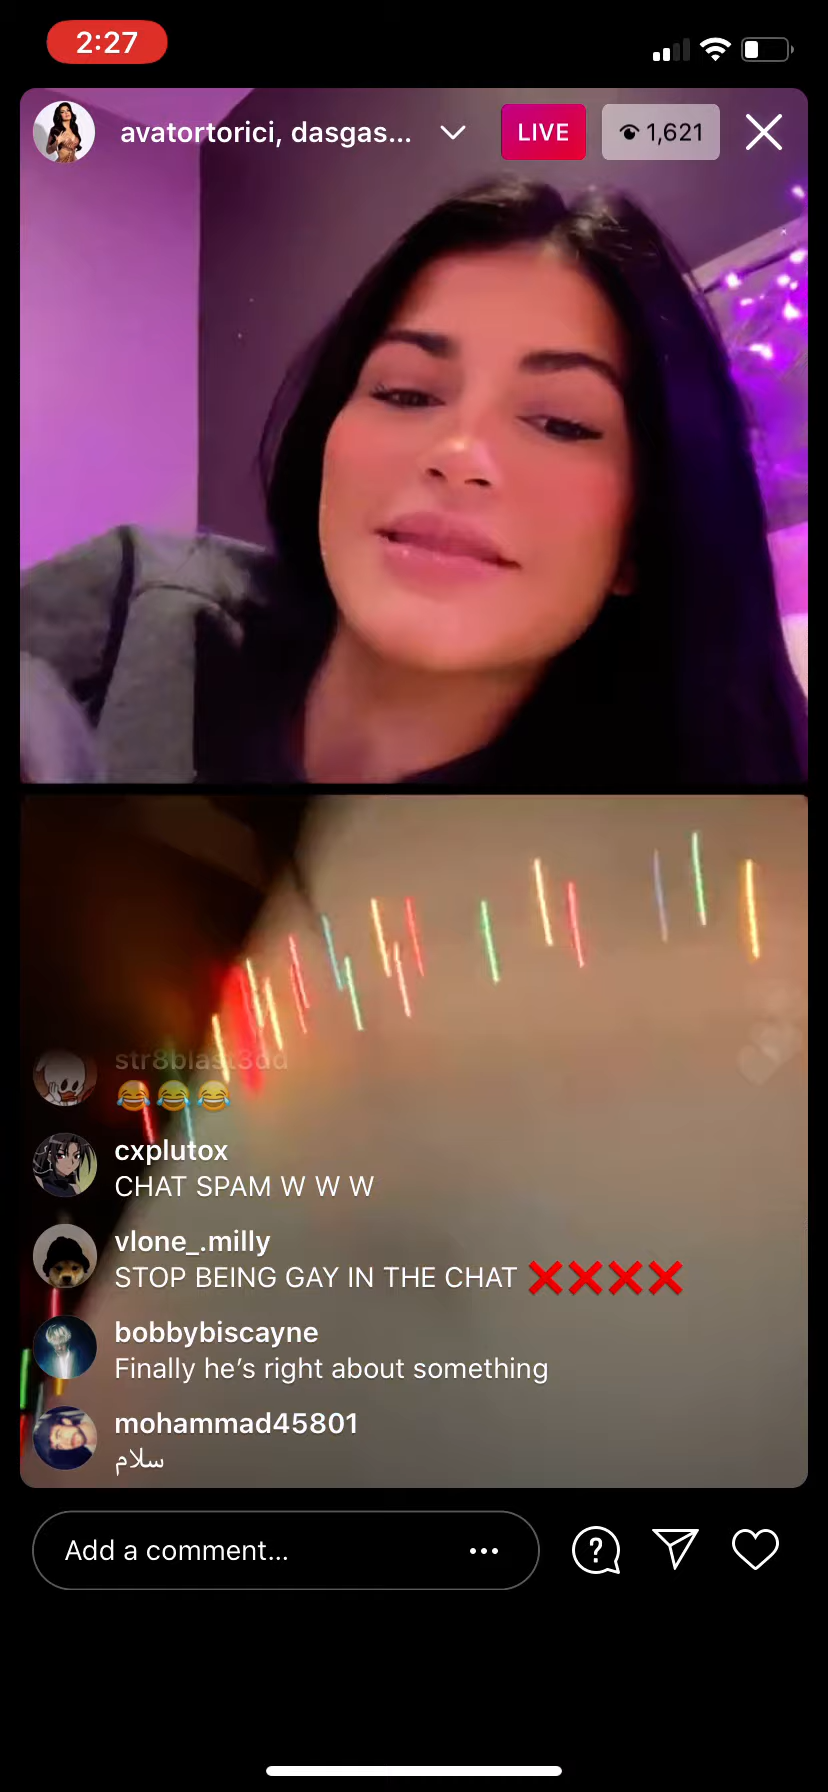 2:27
avatortorici, dasgas...
LIVE
1,621
str8blast3dd
😂😂😂
cxplutox
CHAT SPAM W W W
vlone_.milly
STOP BEING GAY IN THE CHAT ❌❌❌❌
bobbybiscayne
Finally he’s right about something
mohammad45801
سلام
Add a comment...